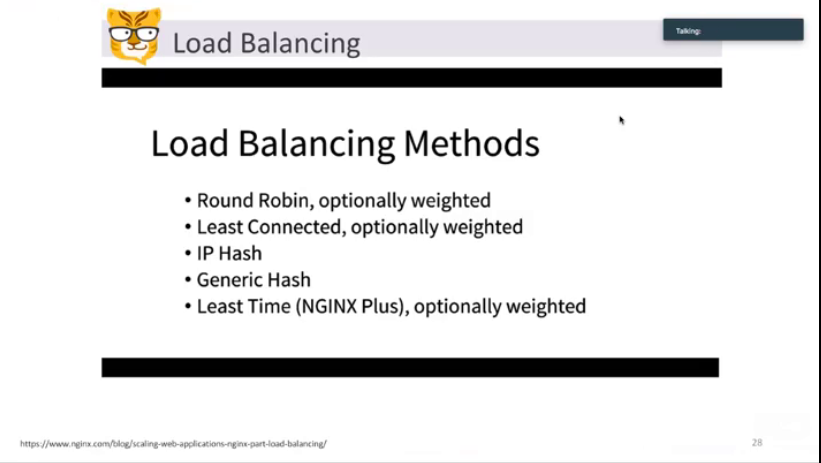 Load Balancing
Talking:
Load Balancing Methods
• Round Robin, optionally weighted
• Least Connected, optionally weighted
• IP Hash
• Generic Hash
• Least Time (NGINX Plus), optionally weighted
https://www.nginx.com/blog/scaling-web-applications-nginx-part-load-balancing/
28